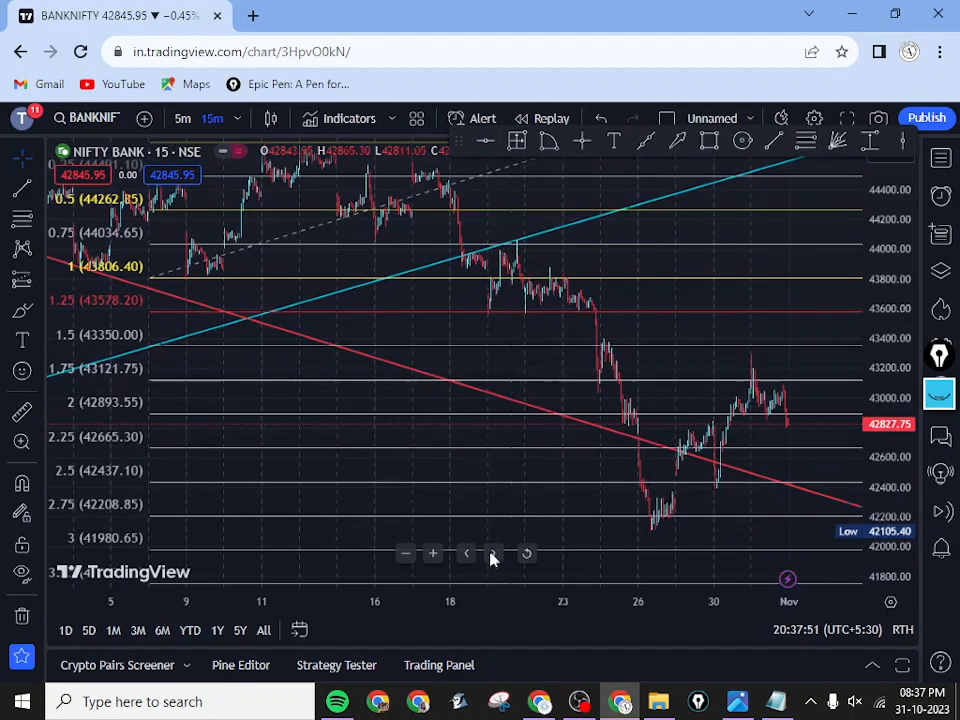 BANKNIFTY 42845.95 ▼ −0.45%
in.tradingview.com/chart/3HpvO0kN/
Gmail YouTube Maps Epic Pen: A Pen for...
T 11 BANKNIF 5m 15m Indicators Alert Replay Unnamed Publish
NIFTY BANK · 15 · NSE O42843.95 H42865.30 L42811.05
42845.95 0.00 42845.95
0.5 (44262.85)
0.75 (44034.65)
1 (43806.40)
1.25 (43578.20)
1.5 (43350.00)
1.75 (43121.75)
2 (42893.55)
2.25 (42665.30)
2.5 (42437.10)
2.75 (42208.85)
3 (41980.65)
TradingView
44400.00
44200.00
44000.00
43800.00
43600.00
43400.00
43200.00
43000.00
42827.75
42600.00
42400.00
42200.00
Low 42105.40
42000.00
41800.00
5 9 11 16 18 23 26 30 Nov
1D 5D 1M 3M 6M YTD 1Y 5Y All 20:37:51 (UTC+5:30) RTH
Crypto Pairs Screener Pine Editor Strategy Tester Trading Panel
Type here to search
08:37 PM
31-10-2023